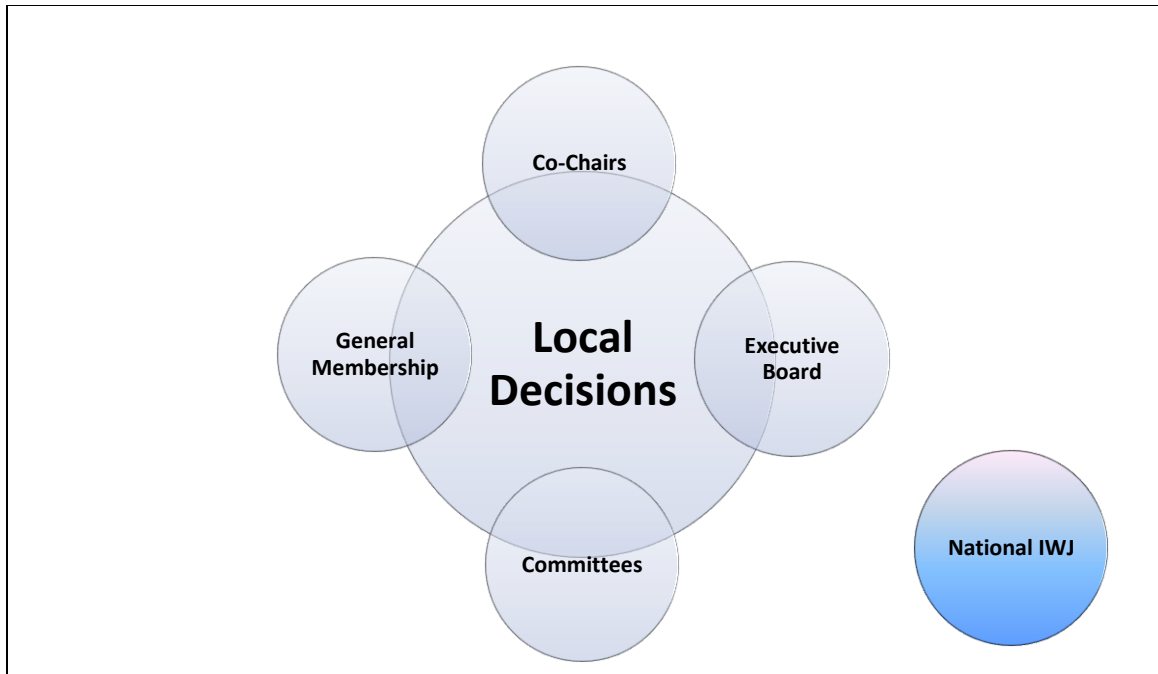 Co-Chairs
General
Membership
Local
Decisions
Executive
Board
Committees
National IWJ